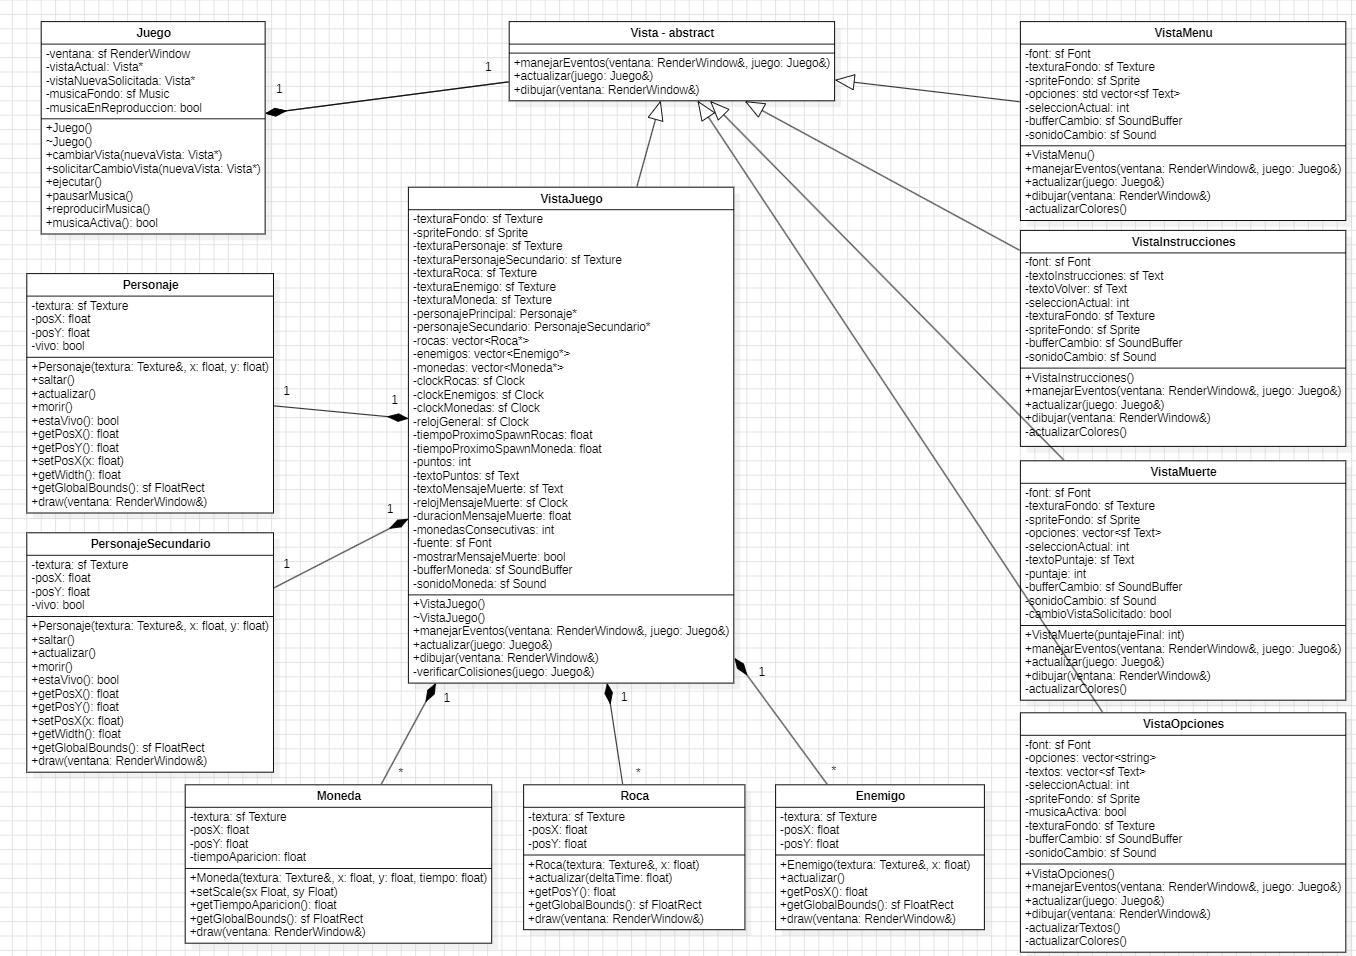 Juego
-ventana: sf RenderWindow
-vistaActual: Vista*
-vistaNuevaSolicitada: Vista*
-musicaFondo: sf Music
-musicaEnReproduccion: bool
+Juego()
~Juego()
+cambiarVista(nuevaVista: Vista*)
+solicitarCambioVista(nuevaVista: Vista*)
+ejecutar()
+pausarMusica()
+reproducirMusica()
+musicaActiva(): bool
1
1
Vista - abstract
+manejarEventos(ventana: RenderWindow&, juego: Juego&)
+actualizar(juego: Juego&)
+dibujar(ventana: RenderWindow&)
VistaMenu
-font: sf Font
-texturaFondo: sf Texture
-spriteFondo: sf Sprite
-opciones: std vector<sf Text>
-seleccionActual: int
-bufferCambio: sf SoundBuffer
-sonidoCambio: sf Sound
+VistaMenu()
+manejarEventos(ventana: RenderWindow&, juego: Juego&)
+actualizar(juego: Juego&)
+dibujar(ventana: RenderWindow&)
-actualizarColores()
VistaJuego
-texturaFondo: sf Texture
-spriteFondo: sf Sprite
-texturaPersonaje: sf Texture
-texturaPersonajeSecundario: sf Texture
-texturaRoca: sf Texture
-texturaEnemigo: sf Texture
-texturaMoneda: sf Texture
-personajePrincipal: Personaje*
-personajeSecundario: PersonajeSecundario*
-rocas: vector<Roca*>
-enemigos: vector<Enemigo*>
-monedas: vector<Moneda*>
-clockRocas: sf Clock
-clockEnemigos: sf Clock
-clockMonedas: sf Clock
-relojGeneral: sf Clock
-tiempoProximoSpawnRocas: float
-tiempoProximoSpawnMoneda: float
-puntos: int
-textoPuntos: sf Text
-textoMensajeMuerte: sf Text
-relojMensajeMuerte: sf Clock
-duracionMensajeMuerte: float
-monedasConsecutivas: int
-fuente: sf Font
-mostrarMensajeMuerte: bool
-bufferMoneda: sf SoundBuffer
-sonidoMoneda: sf Sound
+VistaJuego()
~VistaJuego()
+manejarEventos(ventana: RenderWindow&, juego: Juego&)
+actualizar(juego: Juego&)
+dibujar(ventana: RenderWindow&)
-verificarColisiones(juego: Juego&)
VistaInstrucciones
-font: sf Font
-textoInstrucciones: sf Text
-textoVolver: sf Text
-seleccionActual: int
-texturaFondo: sf Texture
-spriteFondo: sf Sprite
-bufferCambio: sf SoundBuffer
-sonidoCambio: sf Sound
+VistaInstrucciones()
+manejarEventos(ventana: RenderWindow&, juego: Juego&)
+actualizar(juego: Juego&)
+dibujar(ventana: RenderWindow&)
-actualizarColores()
Personaje
-textura: sf Texture
-posX: float
-posY: float
-vivo: bool
+Personaje(textura: Texture&, x: float, y: float)
+saltar()
+actualizar()
+morir()
+estaVivo(): bool
+getPosX(): float
+getPosY(): float
+setPosX(x: float)
+getWidth(): float
+getGlobalBounds(): sf FloatRect
+draw(ventana: RenderWindow&)
1
1
VistaMuerte
-font: sf Font
-texturaFondo: sf Texture
-spriteFondo: sf Sprite
-opciones: vector<sf Text>
-seleccionActual: int
-textoPuntaje: sf Text
-puntaje: int
-bufferCambio: sf SoundBuffer
-sonidoCambio: sf Sound
-cambioVistaSolicitado: bool
+VistaMuerte(puntajeFinal: int)
+manejarEventos(ventana: RenderWindow&, juego: Juego&)
+actualizar(juego: Juego&)
+dibujar(ventana: RenderWindow&)
-actualizarColores()
PersonajeSecundario
-textura: sf Texture
-posX: float
-posY: float
-vivo: bool
+Personaje(textura: Texture&, x: float, y: float)
+saltar()
+actualizar()
+morir()
+estaVivo(): bool
+getPosX(): float
+getPosY(): float
+setPosX(x: float)
+getWidth(): float
+getGlobalBounds(): sf FloatRect
+draw(ventana: RenderWindow&)
1
1
1
1
1
*
*
*
VistaOpciones
-font: sf Font
-opciones: vector<string>
-textos: vector<sf Text>
-seleccionActual: int
-spriteFondo: sf Sprite
-musicaActiva: bool
-texturaFondo: sf Texture
-bufferCambio: sf SoundBuffer
-sonidoCambio: sf Sound
+VistaOpciones()
+manejarEventos(ventana: RenderWindow&, juego: Juego&)
+actualizar(juego: Juego&)
+dibujar(ventana: RenderWindow&)
-actualizarTextos()
-actualizarColores()
Moneda
-textura: sf Texture
-posX: float
-posY: float
-tiempoAparicion: float
+Moneda(textura: Texture&, x: float, y: float, tiempo: float)
+setScale(sx Float, sy Float)
+getTiempoAparicion(): float
+getGlobalBounds(): sf FloatRect
+draw(ventana: RenderWindow&)
Roca
-textura: sf Texture
-posX: float
-posY: float
+Roca(textura: Texture&, x: float)
+actualizar(deltaTime: float)
+getPosY(): float
+getGlobalBounds(): sf FloatRect
+draw(ventana: RenderWindow&)
Enemigo
-textura: sf Texture
-posX: float
-posY: float
+Enemigo(textura: Texture&, x: float)
+actualizar()
+getPosX(): float
+getGlobalBounds(): sf FloatRect
+draw(ventana: RenderWindow&)